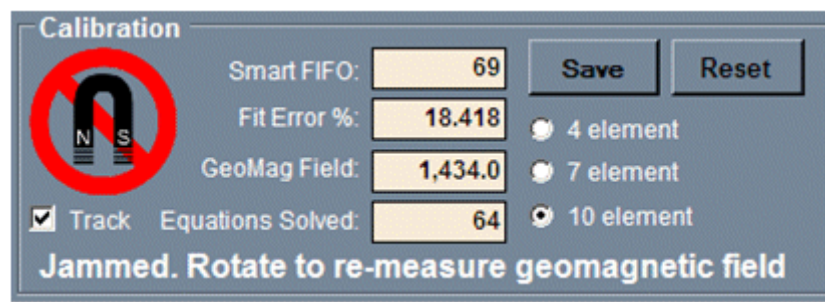 Calibration
Smart FIFO: 69 Save Reset
Fit Error %: 18.418 4 element
N S
GeoMag Field: 1,434.0 7 element
Track Equations Solved: 64 10 element
Jammed. Rotate to re-measure geomagnetic field